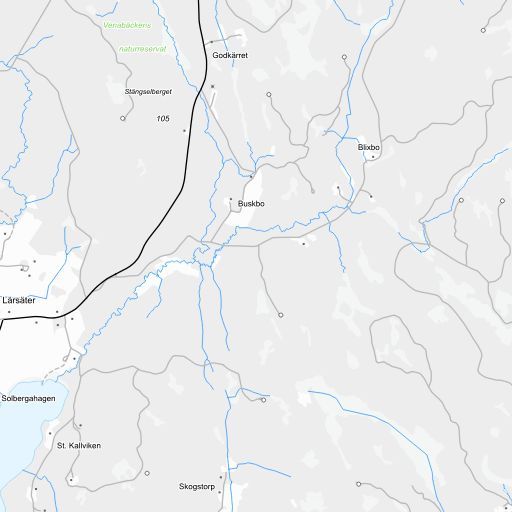 Venabäckens
naturreservat
Godkärret
Stängselberget
105
Blixbo
Buskbo
Lärsäter
Solbergahagen
St. Kallviken
Skogstorp